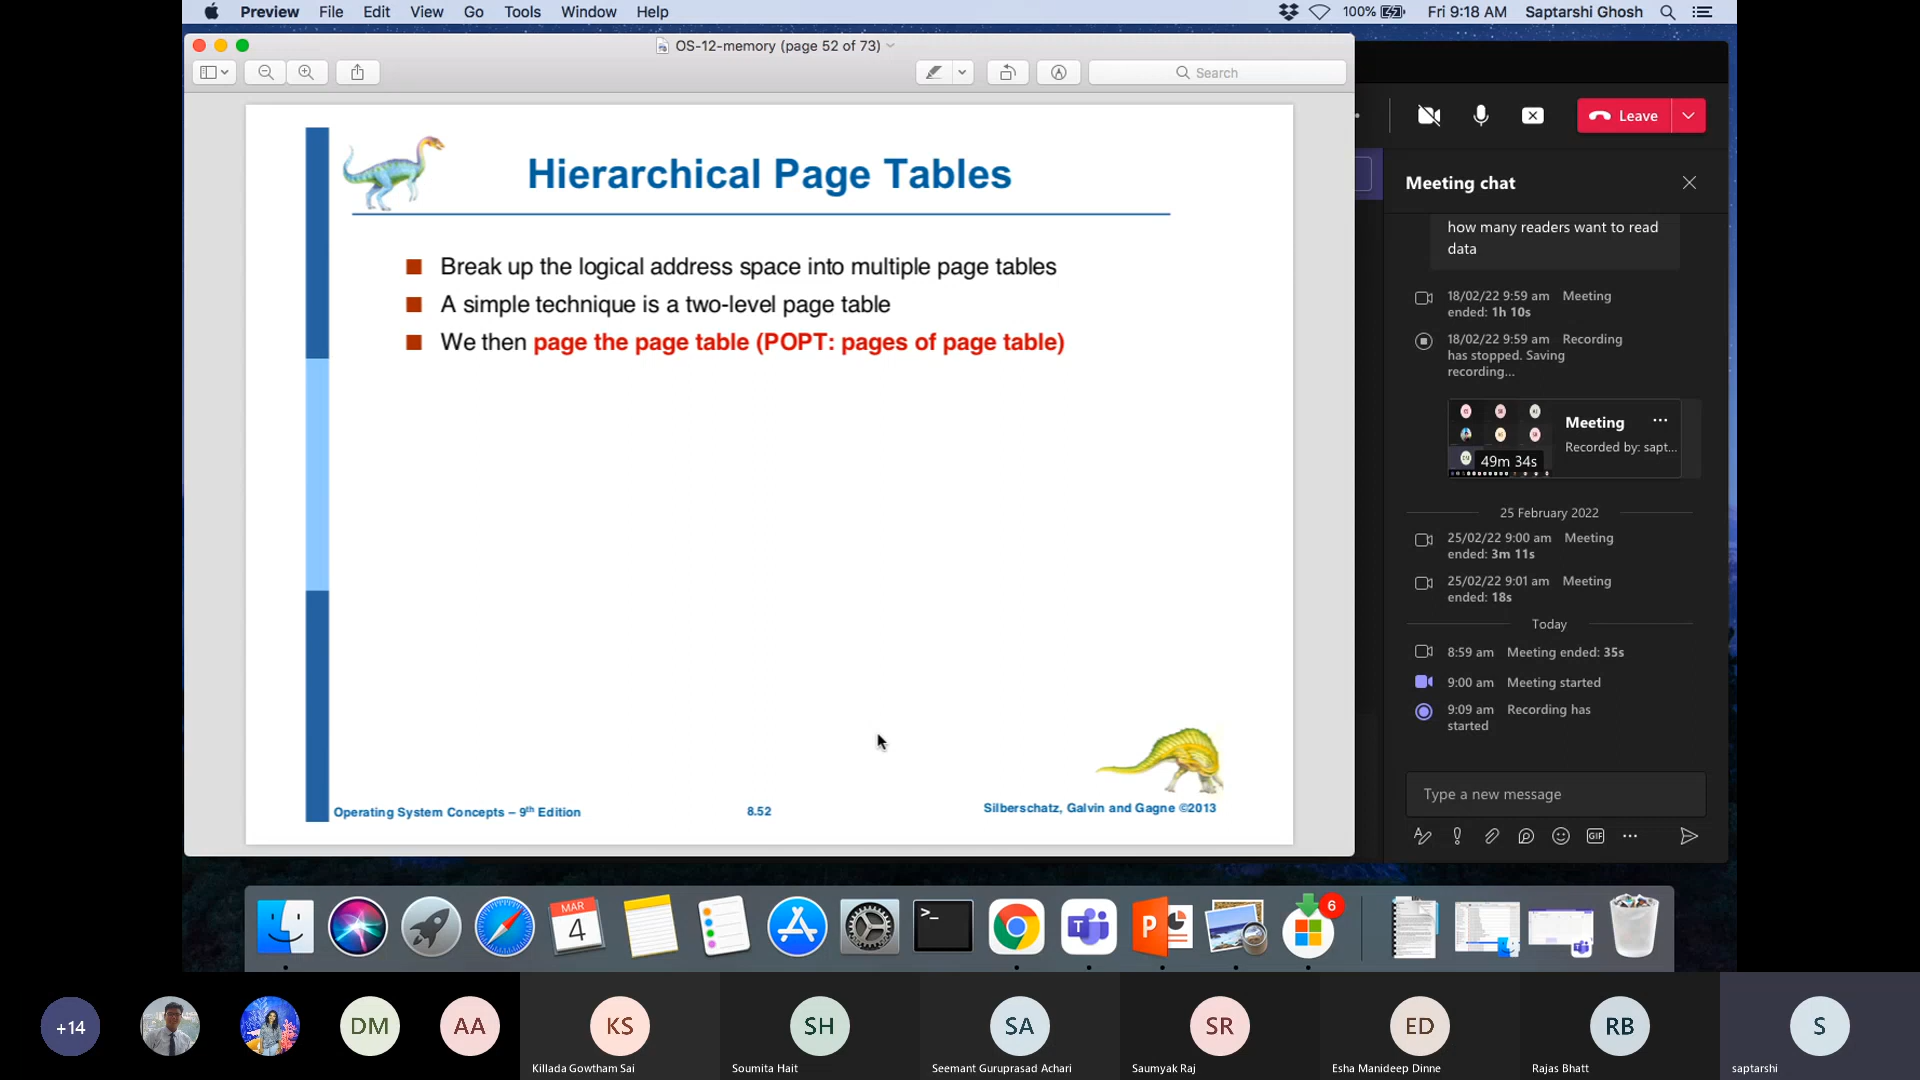 Preview File Edit View Go Tools Window Help 100% Fri 9:18 AM Saptarshi Ghosh
OS-12-memory (page 52 of 73)
Search
Leave
Hierarchical Page Tables
Break up the logical address space into multiple page tables
A simple technique is a two-level page table
We then page the page table (POPT: pages of page table)
Operating System Concepts – 9th Edition 8.52 Silberschatz, Galvin and Gagne ©2013
Meeting chat
how many readers want to read
data
18/02/22 9:59 am Meeting
ended: 1h 10s
18/02/22 9:59 am Recording
has stopped. Saving
recording...
Meeting
Recorded by: sapt...
49m 34s
25 February 2022
25/02/22 9:00 am Meeting
ended: 3m 11s
25/02/22 9:01 am Meeting
ended: 18s
Today
8:59 am Meeting ended: 35s
9:00 am Meeting started
9:09 am Recording has
started
Type a new message
GIF
MAR
4
P
6
+14 DM AA KS SH SA SR ED RB S
Killada Gowtham Sai Soumita Hait Seemant Guruprasad Achari Saumyak Raj Esha Manideep Dinne Rajas Bhatt saptarshi